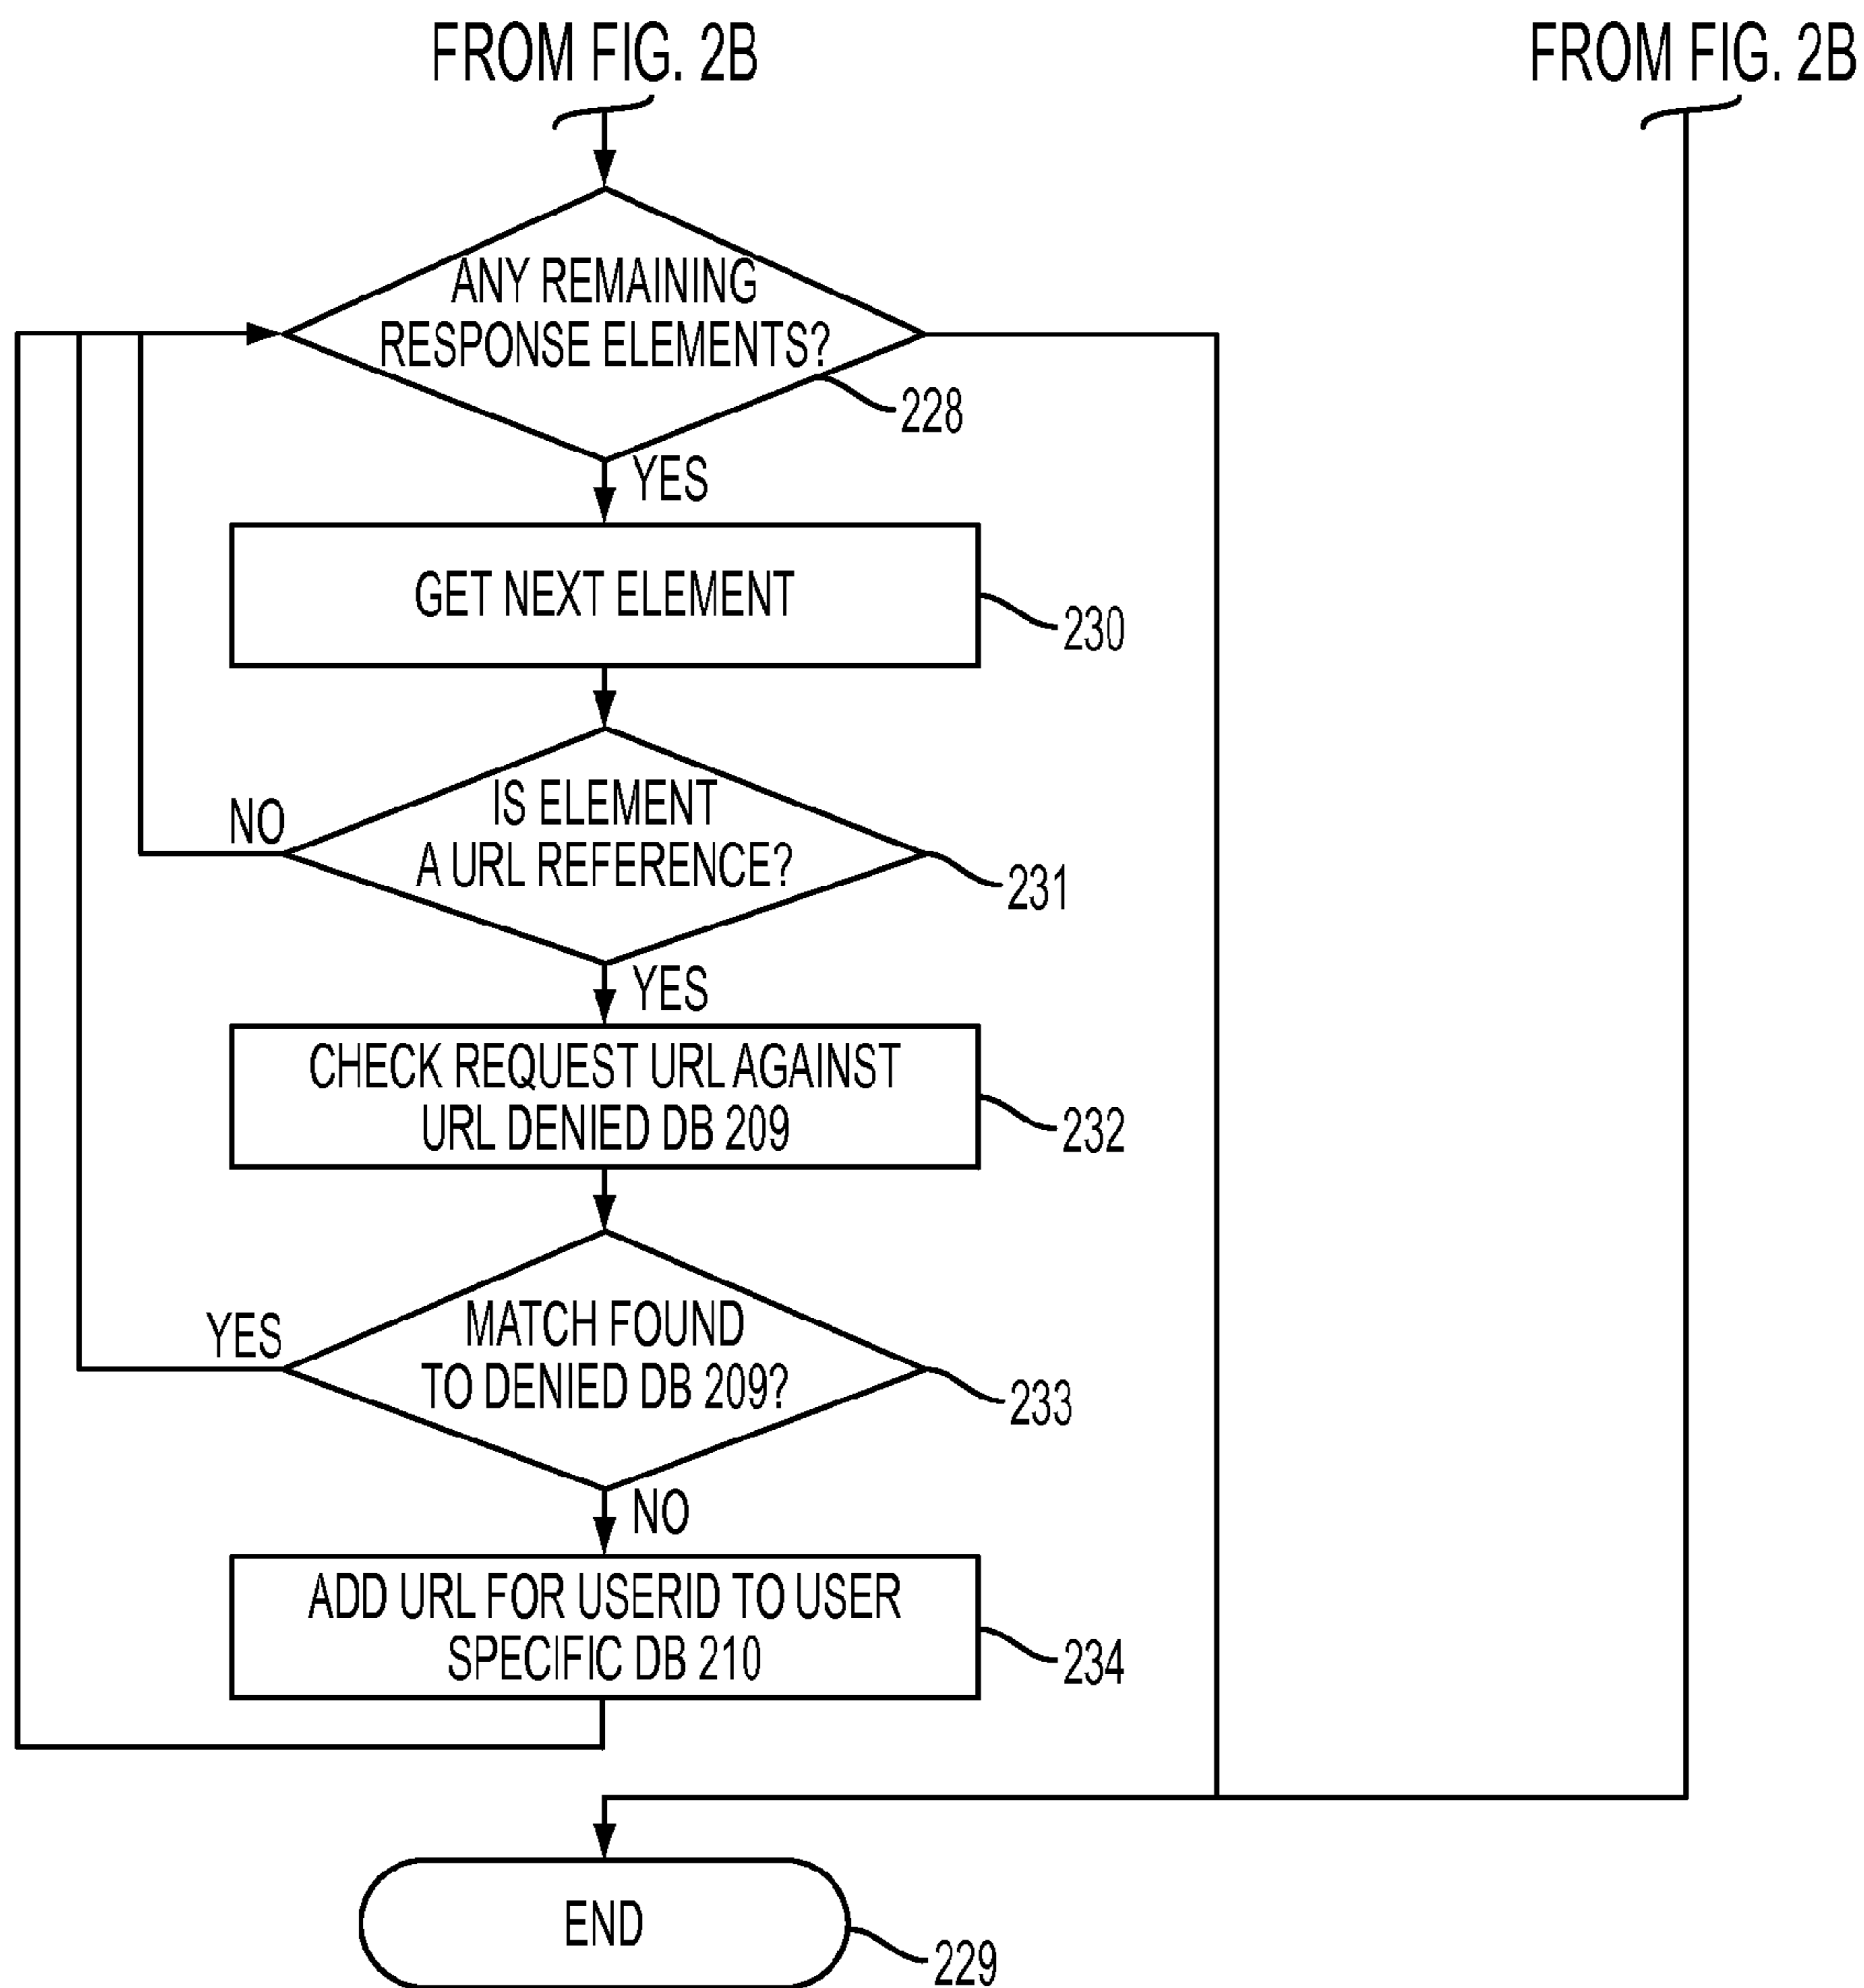 FROM FIG. 2B
FROM FIG. 2B
ANY REMAINING
RESPONSE ELEMENTS?
228
YES
GET NEXT ELEMENT
230
IS ELEMENT
A URL REFERENCE?
NO
231
YES
CHECK REQUEST URL AGAINST
URL DENIED DB 209
232
MATCH FOUND
TO DENIED DB 209?
YES
233
NO
ADD URL FOR USERID TO USER
SPECIFIC DB 210
234
END
229